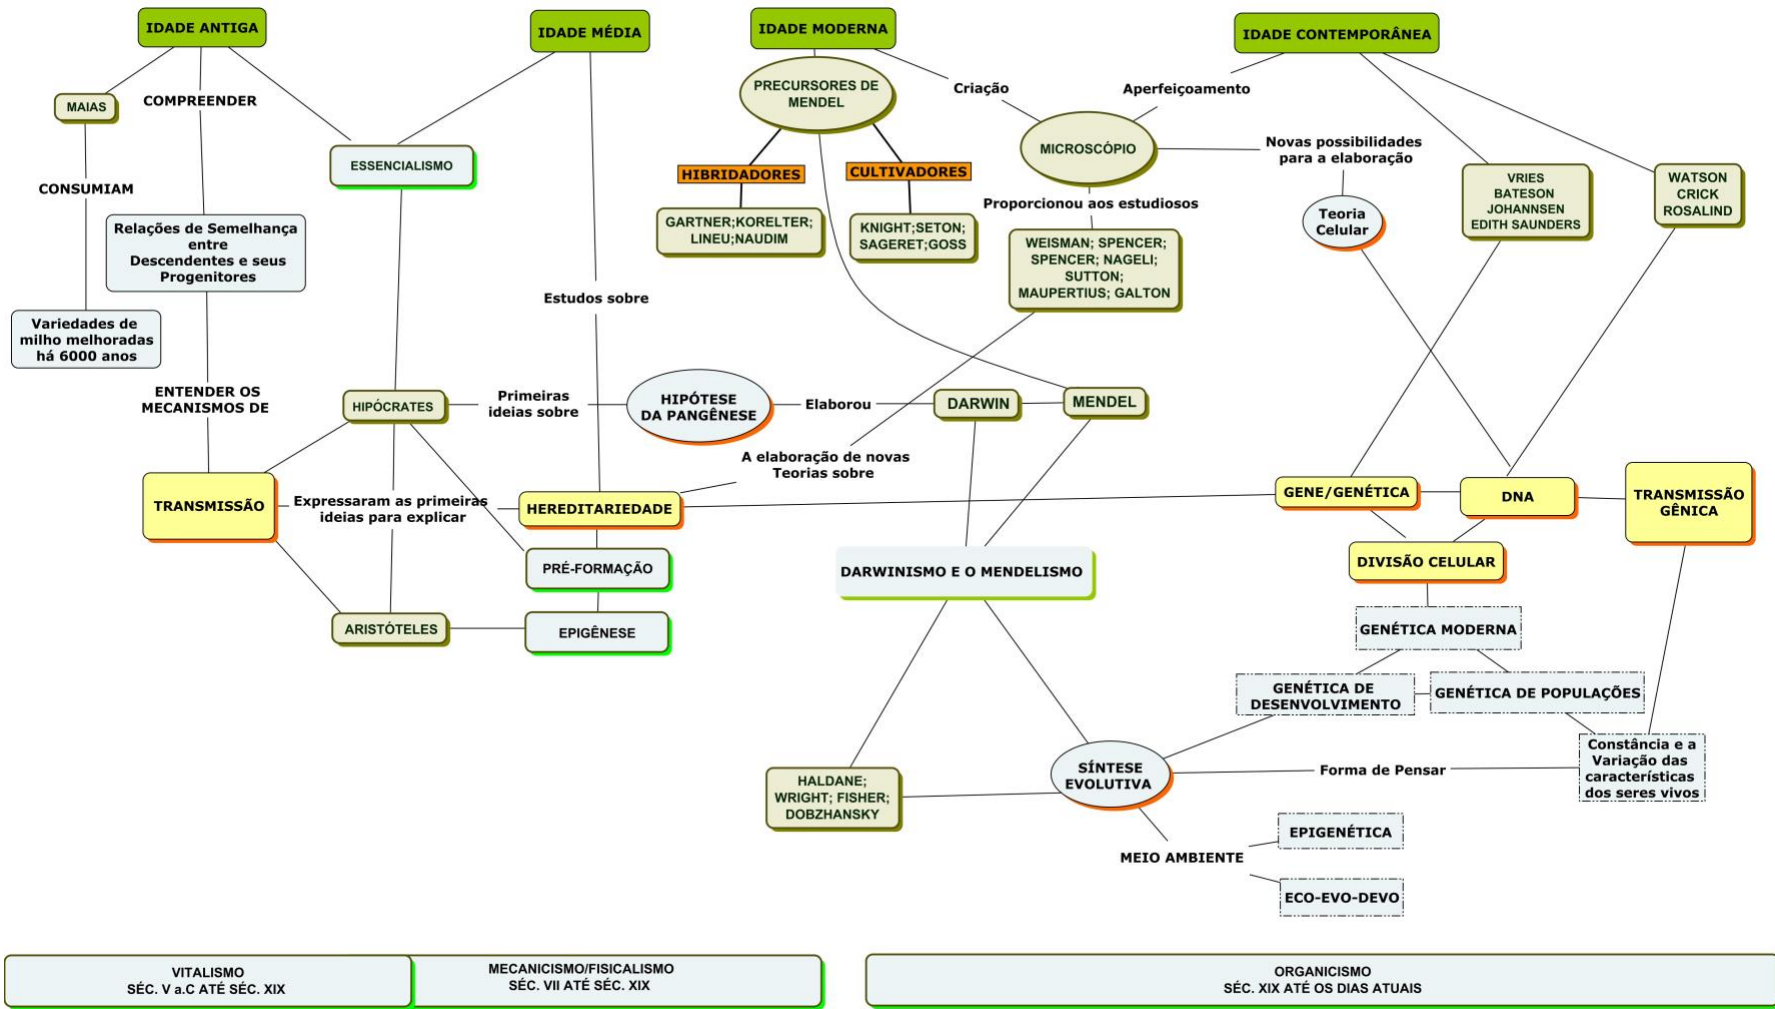 IDADE ANTIGA
IDADE MÉDIA
IDADE MODERNA
IDADE CONTEMPORÂNEA
MAIAS
COMPREENDER
ESSENCIALISMO
CONSUMIAM
Relações de Semelhança
entre
Descendentes e seus
Progenitores
Variedades de
milho melhoradas
há 6000 anos
ENTENDER OS
MECANISMOS DE
Estudos sobre
PRECURSORES DE
MENDEL
Criação
Aperfeiçoamento
MICROSCÓPIO
HIBRIDADORES
CULTIVADORES
GARTNER;KORELTER;
LINEU;NAUDIM
KNIGHT;SETON;
SAGERET;GOSS
Proporcionou aos estudiosos
WEISMAN; SPENCER;
SPENCER; NAGELI;
SUTTON;
MAUPERTIUS; GALTON
Novas possibilidades
para a elaboração
Teoria
Celular
VRIES
BATESON
JOHANNSEN
EDITH SAUNDERS
WATSON
CRICK
ROSALIND
HIPÓCRATES
Primeiras
ideias sobre
HIPÓTESE
DA PANGÊNESE
Elaborou
DARWIN
MENDEL
A elaboração de novas
Teorias sobre
TRANSMISSÃO
Expressaram as primeiras
ideias para explicar
HEREDITARIEDADE
GENE/GENÉTICA
DNA
TRANSMISSÃO
GÊNICA
PRÉ-FORMAÇÃO
DARWINISMO E O MENDELISMO
DIVISÃO CELULAR
ARISTÓTELES
EPIGÊNESE
GENÉTICA MODERNA
GENÉTICA DE
DESENVOLVIMENTO
GENÉTICA DE POPULAÇÕES
HALDANE;
WRIGHT; FISHER;
DOBZHANSKY
SÍNTESE
EVOLUTIVA
Forma de Pensar
Constância e a
Variação das
características
dos seres vivos
MEIO AMBIENTE
EPIGENÉTICA
ECO-EVO-DEVO
VITALISMO
SÉC. V a.C ATÉ SÉC. XIX
MECANICISMO/FISICALISMO
SÉC. VII ATÉ SÉC. XIX
ORGANICISMO
SÉC. XIX ATÉ OS DIAS ATUAIS